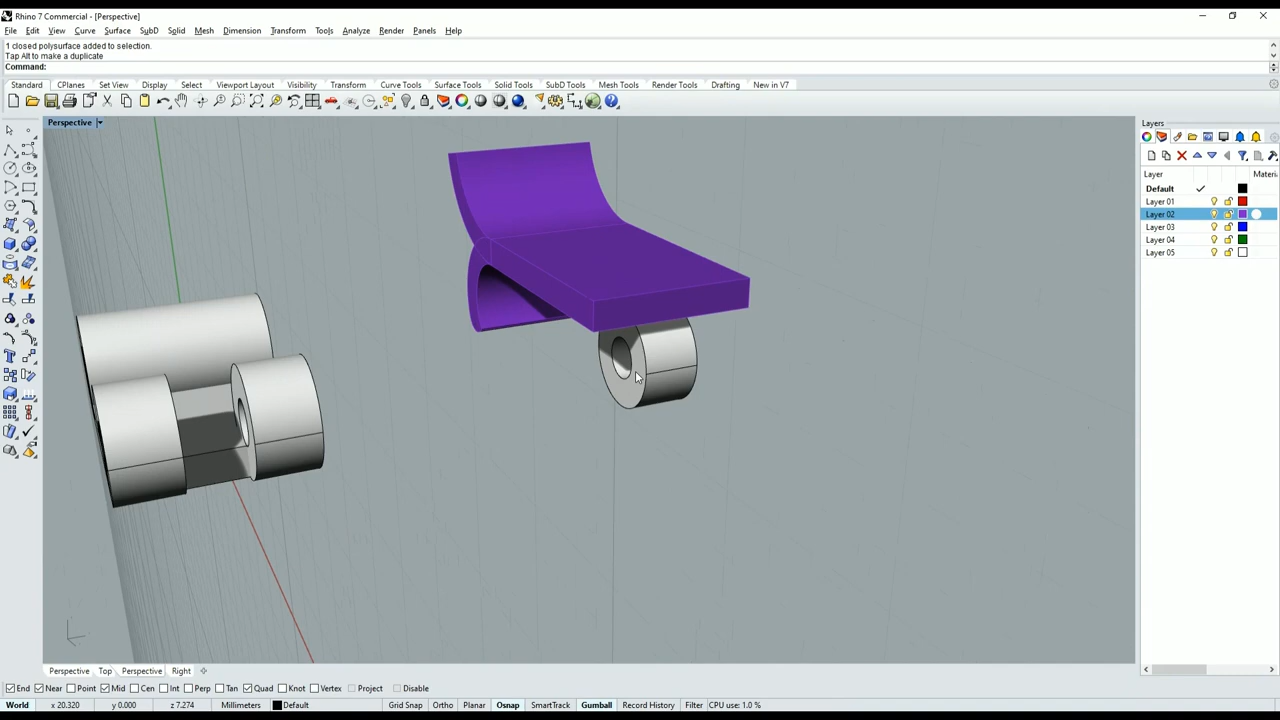 Rhino 7 Commercial - [Perspective]
File Edit View Curve Surface SubD Solid Mesh Dimension Transform Tools Analyze Render Panels Help
1 closed polysurface added to selection.
Tap Alt to make a duplicate
Command:
Standard CPlanes Set View Display Select Viewport Layout Visibility Transform Curve Tools Surface Tools Solid Tools SubD Tools Mesh Tools Render Tools Drafting New in V7
Perspective
Layers
Layer Materi
Default
Layer 01
Layer 02
Layer 03
Layer 04
Layer 05
Perspective Top Perspective Right
End Near Point Mid Cen Int Perp Tan Quad Knot Vertex Project Disable
World x 20.320 y 0.000 z 7.274 Millimeters Default Grid Snap Ortho Planar Osnap SmartTrack Gumball Record History Filter CPU use: 1.0 %